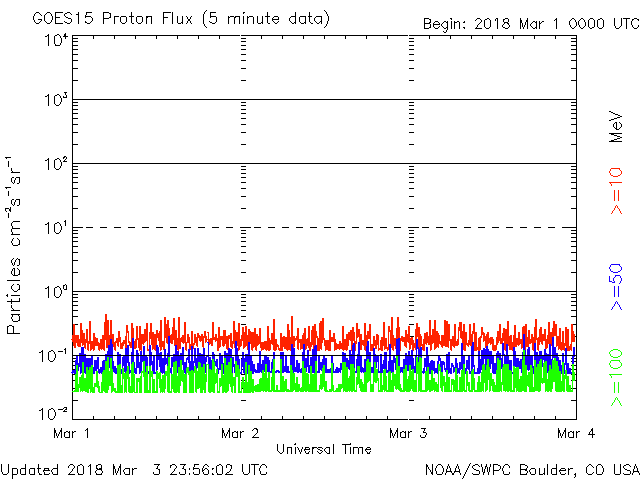 GOES15 Proton Flux (5 minute data)
Begin: 2018 Mar 1 0000 UTC
10⁴
10³
10²
10¹
10⁰
10⁻¹
10⁻²
Particles cm⁻²s⁻¹sr⁻¹
MeV
>=10
>=50
>=100
Mar 1
Mar 2
Mar 3
Mar 4
Universal Time
Updated 2018 Mar 3 23:56:02 UTC
NOAA/SWPC Boulder, CO USA